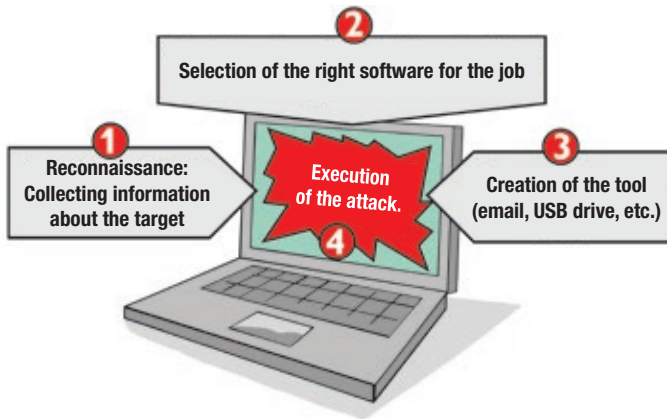 1
Reconnaissance:
Collecting information
about the target
2
Selection of the right software for the job
3
Creation of the tool
(email, USB drive, etc.)
Execution
of the attack.
4